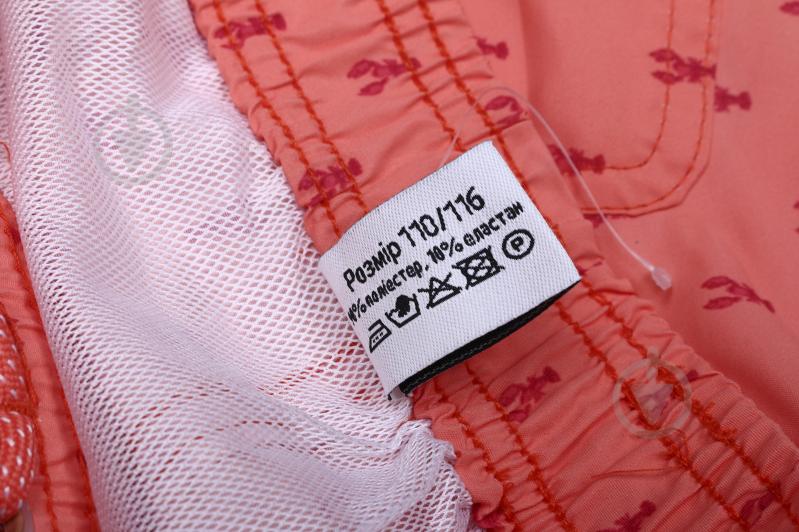 Розмір 110/116
поліестер, 10% еластан
P